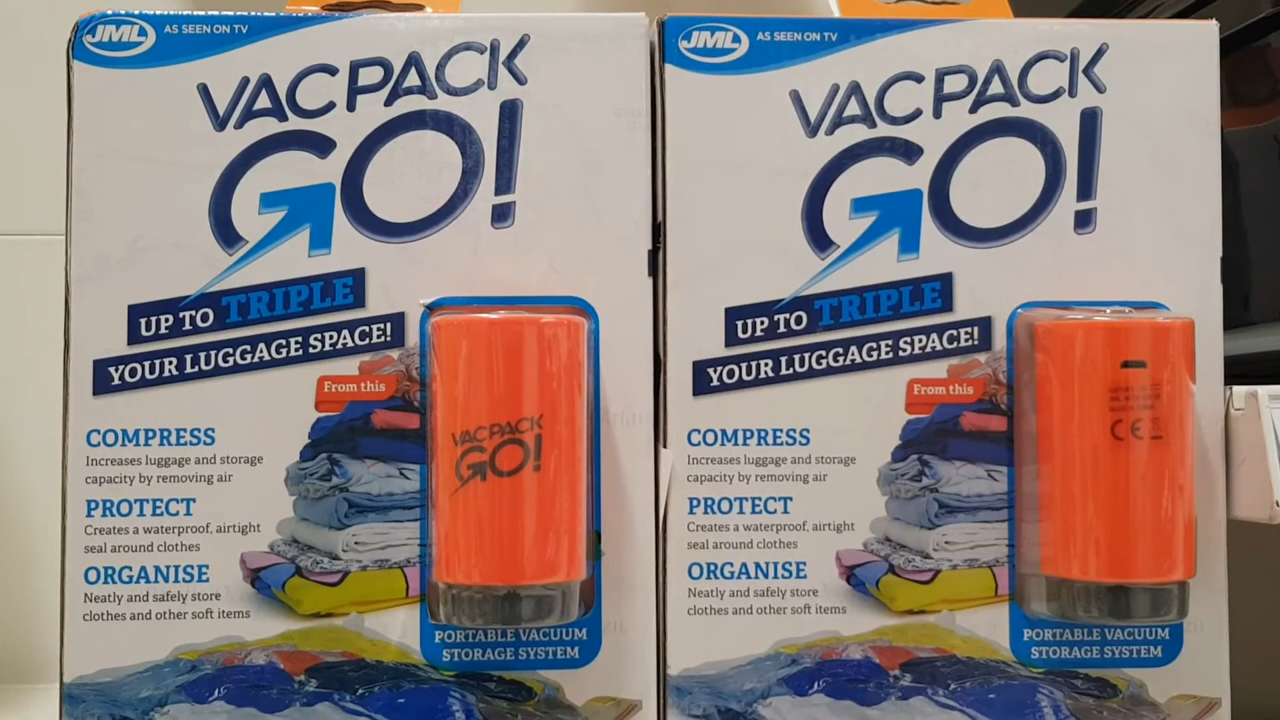 JML AS SEEN ON TV
VACPACK
GO!
UP TO TRIPLE
YOUR LUGGAGE SPACE!
From this
COMPRESS
Increases luggage and storage
capacity by removing air
PROTECT
Creates a waterproof, airtight
seal around clothes
ORGANISE
Neatly and safely store
clothes and other soft items
VACPACK
GO!
PORTABLE VACUUM
STORAGE SYSTEM
JML AS SEEN ON TV
VACPACK
GO!
UP TO TRIPLE
YOUR LUGGAGE SPACE!
From this
COMPRESS
Increases luggage and storage
capacity by removing air
PROTECT
Creates a waterproof, airtight
seal around clothes
ORGANISE
Neatly and safely store
clothes and other soft items
CE
PORTABLE VACUUM
STORAGE SYSTEM